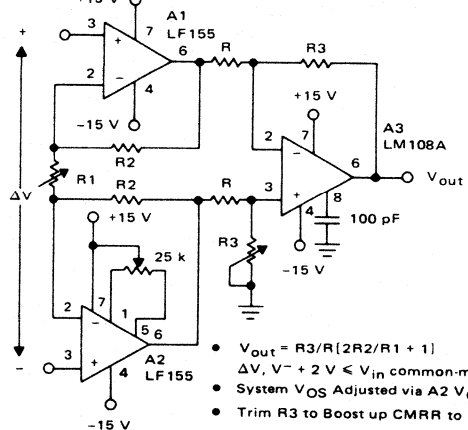 +15 V
A1
LF155
+
3
7
+
6
R
R3
2
−
4
+15 V
A3
LM108A
−15 V
R2
2
−
7
6
Vout
ΔV
R1
R2
R
3
+
4
8
100 pF
+15 V
25 k
R3
−15 V
2
−
7
1
5
6
−
3
+
A2
LF155
4
−15 V
• Vout = R3/R[2R2/R1 + 1]
ΔV, V− + 2 V ≤ Vin common-m
• System VOS Adjusted via A2 V
• Trim R3 to Boost up CMRR to